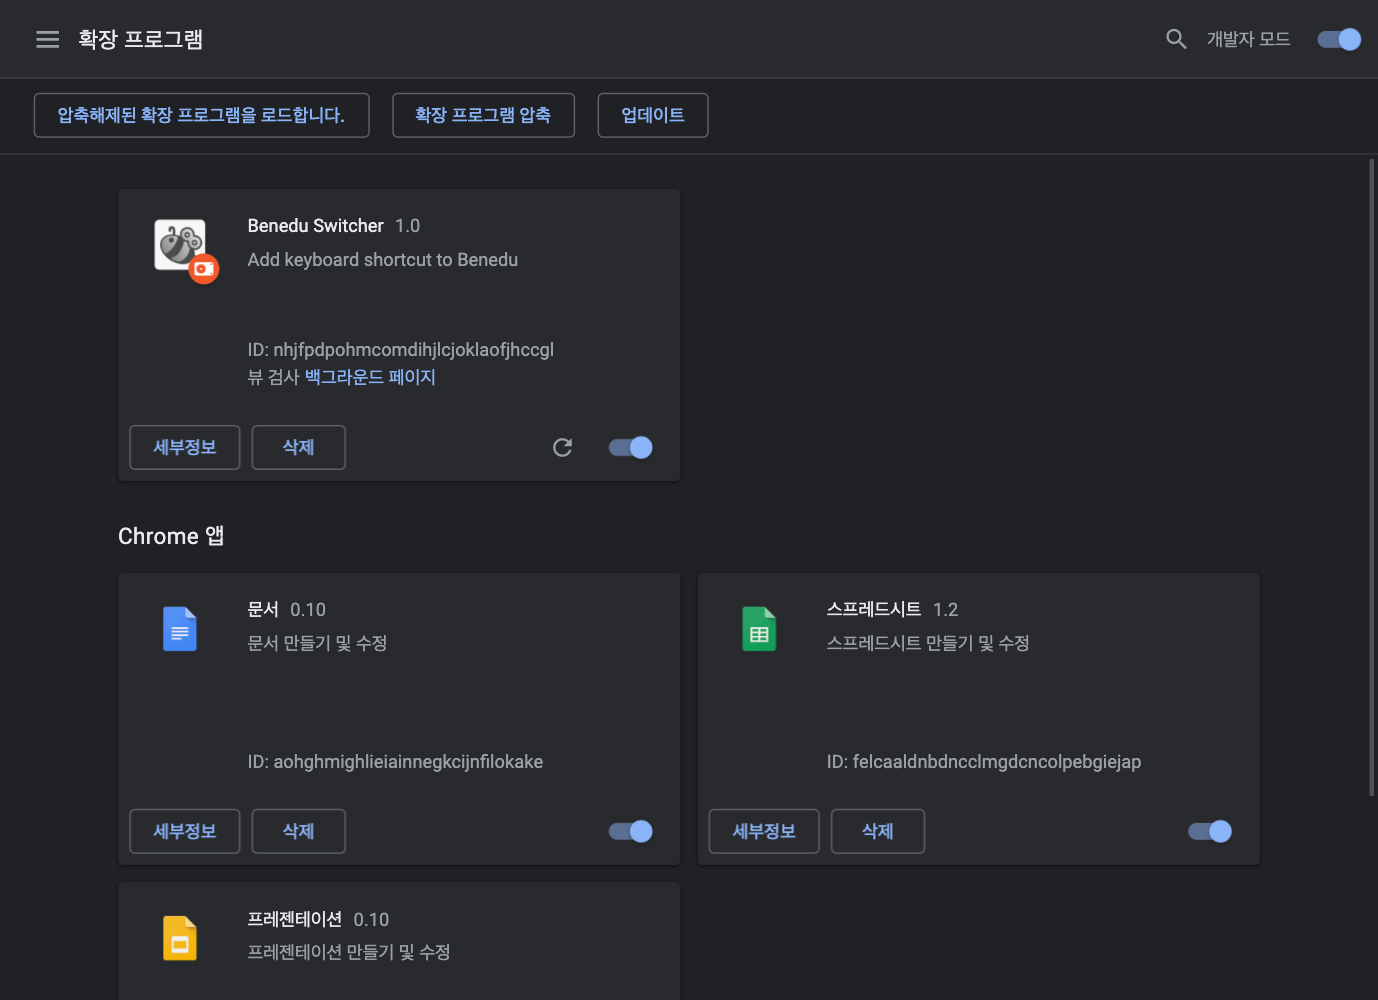 확장 프로그램
개발자 모드
압축해제된 확장 프로그램을 로드합니다.
확장 프로그램 압축
업데이트
Benedu Switcher 1.0
Add keyboard shortcut to Benedu
ID: nhjfpdpohmcomdihjlcjoklaofjhccgl
뷰 검사 백그라운드 페이지
세부정보
삭제
Chrome 앱
문서 0.10
문서 만들기 및 수정
ID: aohghmighlieiainnegkcijnfilokake
세부정보
삭제
스프레드시트 1.2
스프레드시트 만들기 및 수정
ID: felcaaldnbdncclmgdcncolpebgiejap
세부정보
삭제
프레젠테이션 0.10
프레젠테이션 만들기 및 수정